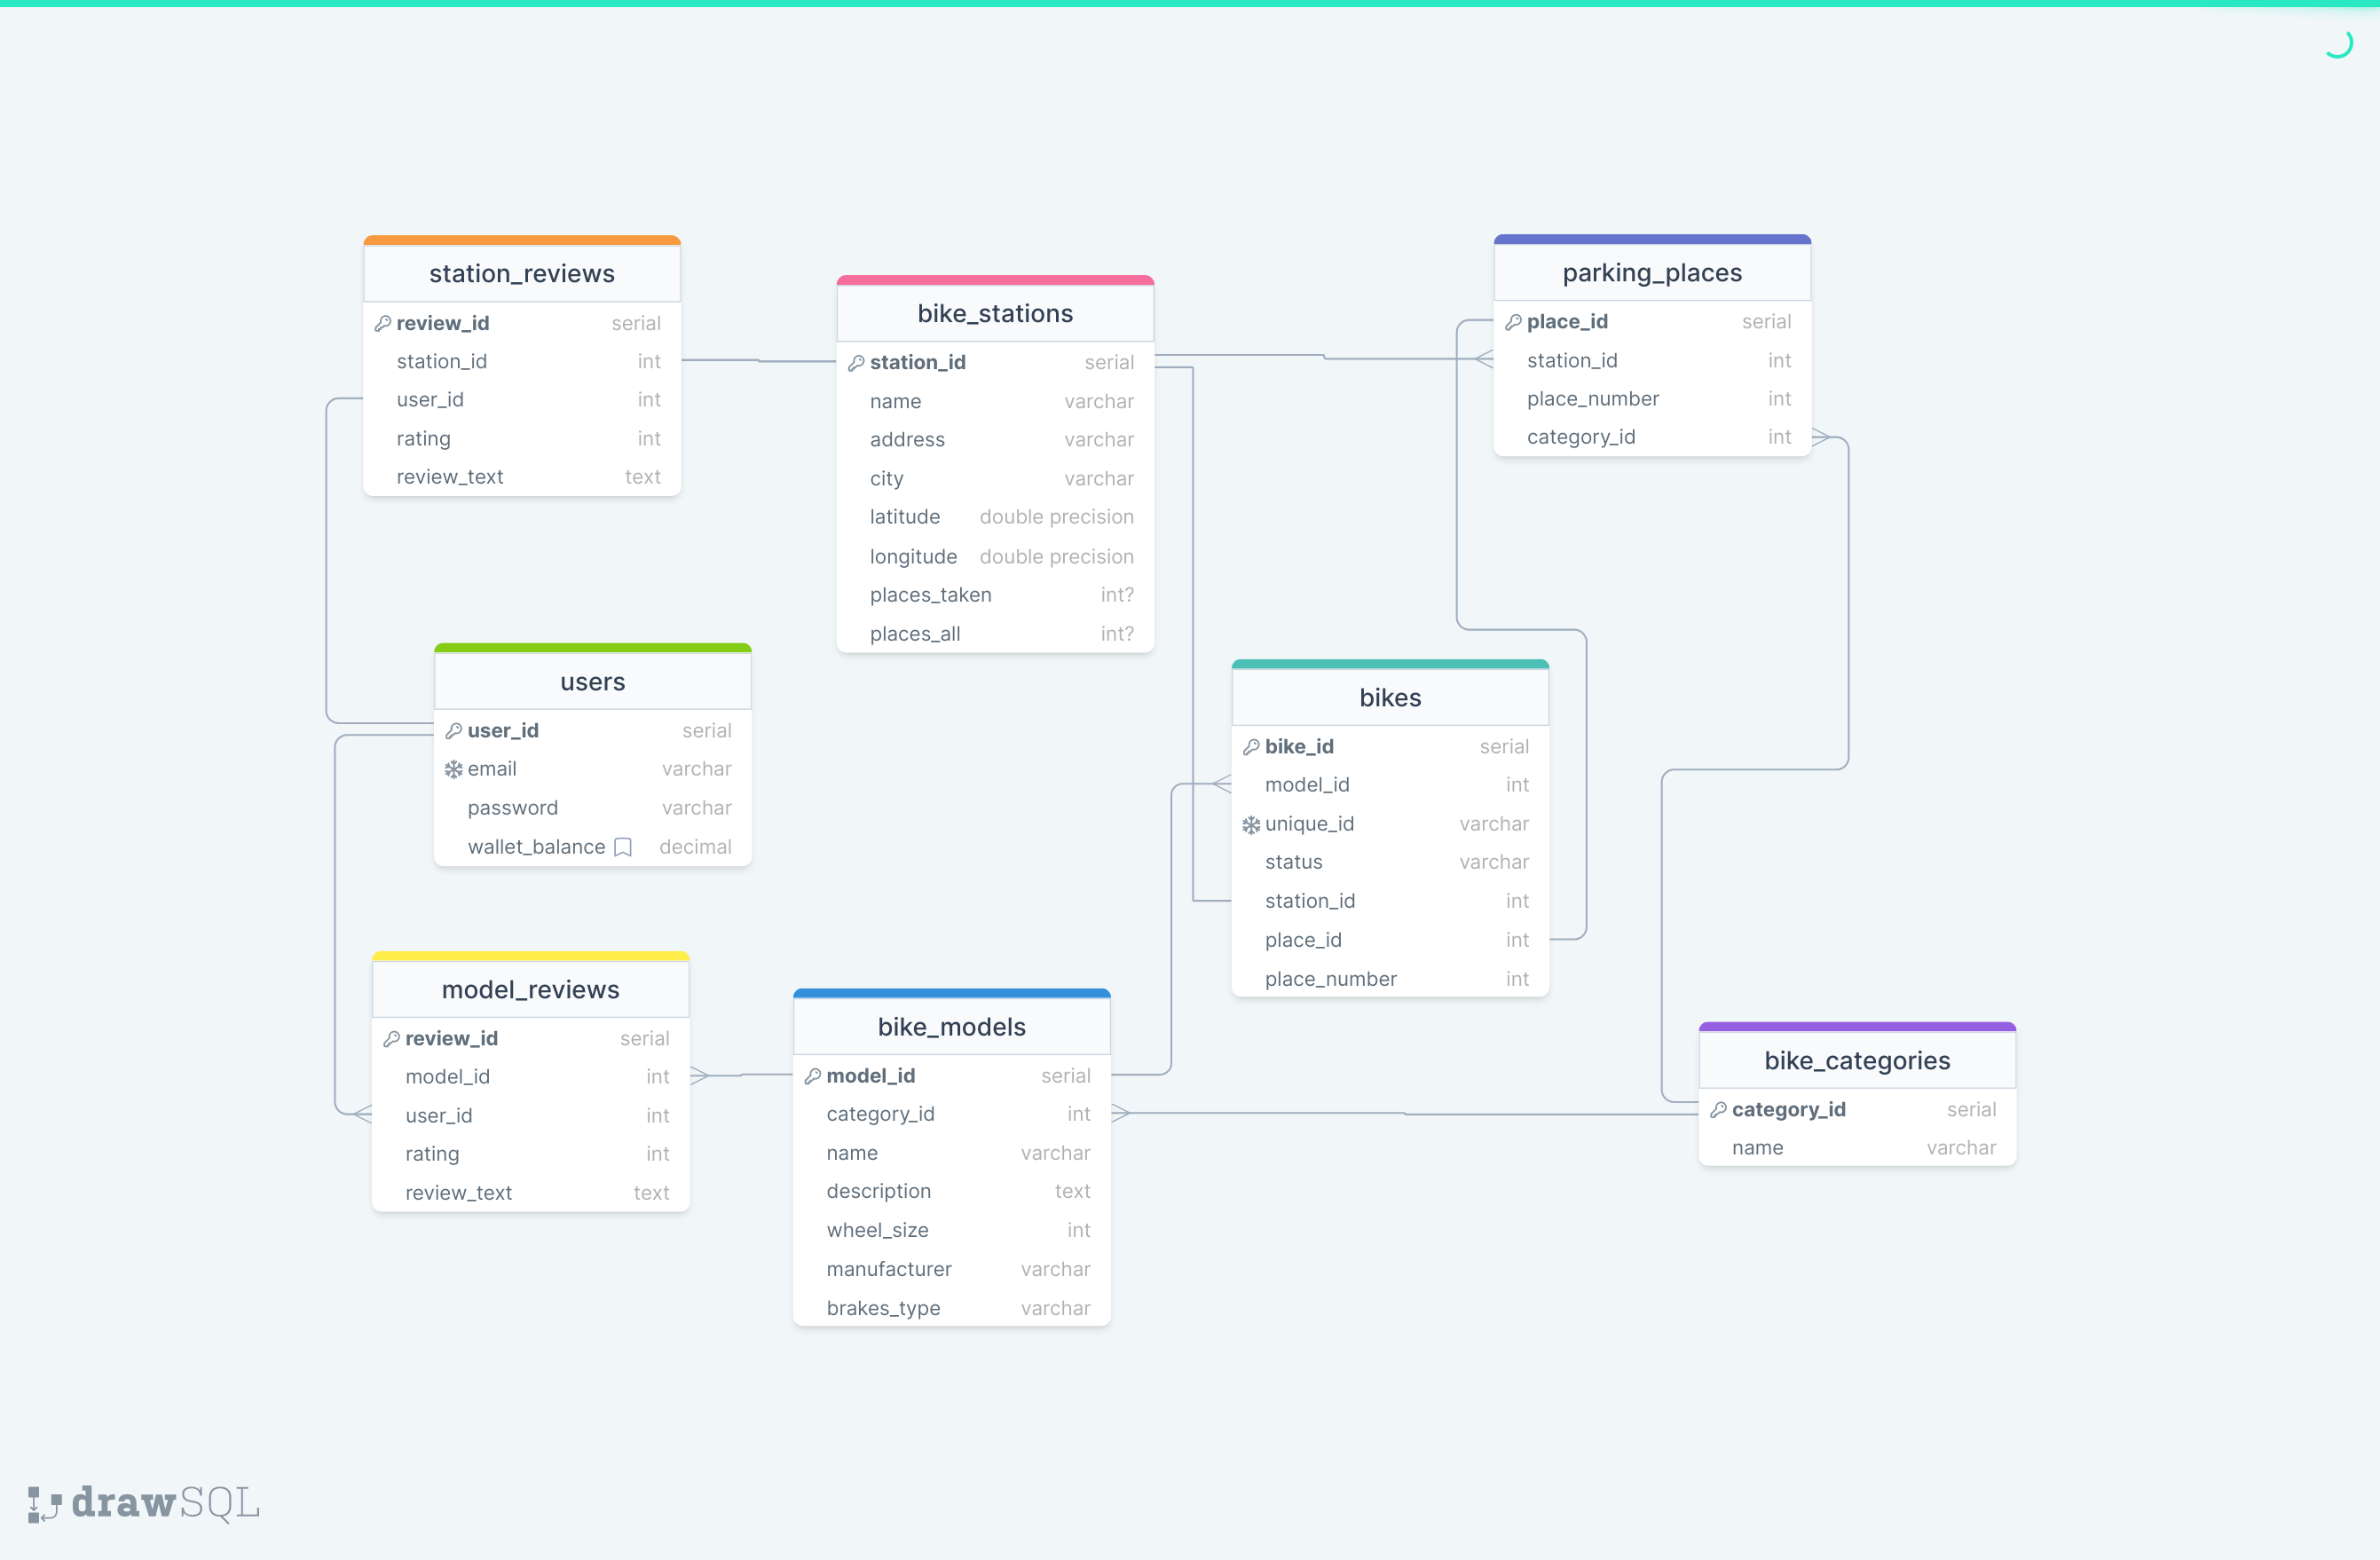 station_reviews
review_id serial
station_id int
user_id int
rating int
review_text text
bike_stations
station_id serial
name varchar
address varchar
city varchar
latitude double precision
longitude double precision
places_taken int?
places_all int?
parking_places
place_id serial
station_id int
place_number int
category_id int
users
user_id serial
email varchar
password varchar
wallet_balance decimal
bikes
bike_id serial
model_id int
unique_id varchar
status varchar
station_id int
place_id int
place_number int
model_reviews
review_id serial
model_id int
user_id int
rating int
review_text text
bike_models
model_id serial
category_id int
name varchar
description text
wheel_size int
manufacturer varchar
brakes_type varchar
bike_categories
category_id serial
name varchar
drawSQL